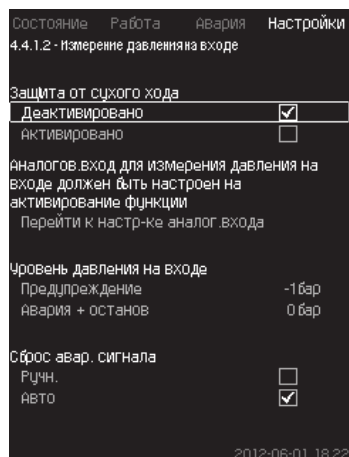 Состояние Работа Авария Настройки
4.4.1.2 - Измерение давления на входе
Защита от сухого хода
Деактивировано
Активировано
Аналогов.вход для измерения давления на
входе должен быть настроен на
активирование функции
Перейти к настр-ке аналог.входа
Уровень давления на входе
Предупреждение -1 бар
Авария + останов 0 бар
Сброс авар. сигнала
Ручн.
Авто
2012-06-01 18:22